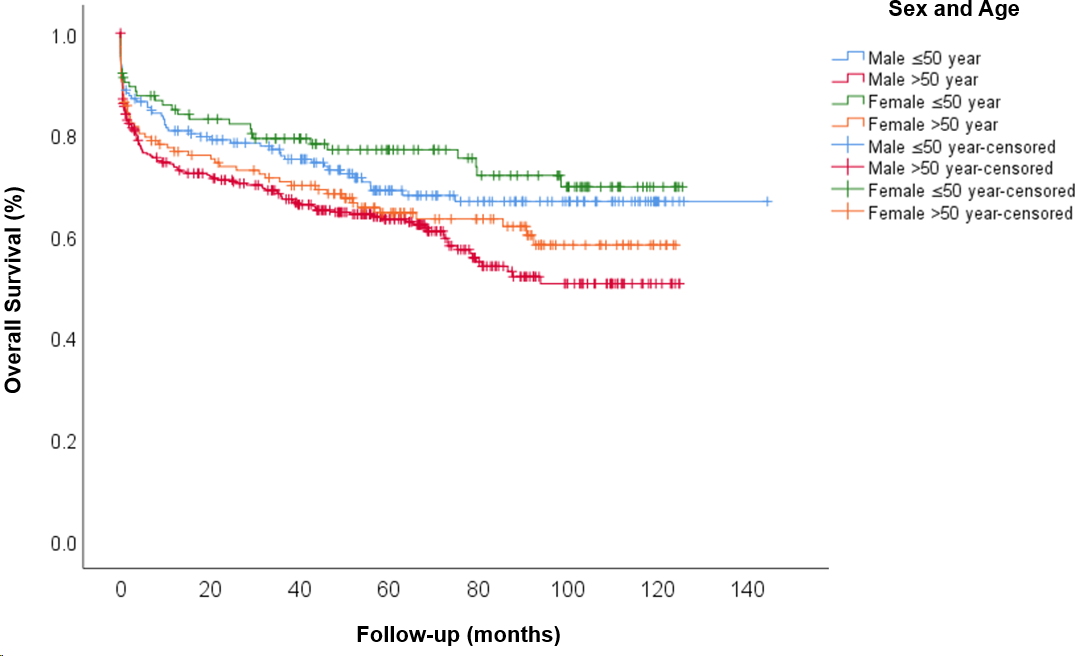 Sex and Age
Male ≤50 year
Male >50 year
Female ≤50 year
Female >50 year
Male ≤50 year-censored
Male >50 year-censored
Female ≤50 year-censored
Female >50 year-censored
Overall Survival (%)
1.0
0.8
0.6
0.4
0.2
0.0
0 20 40 60 80 100 120 140
Follow-up (months)